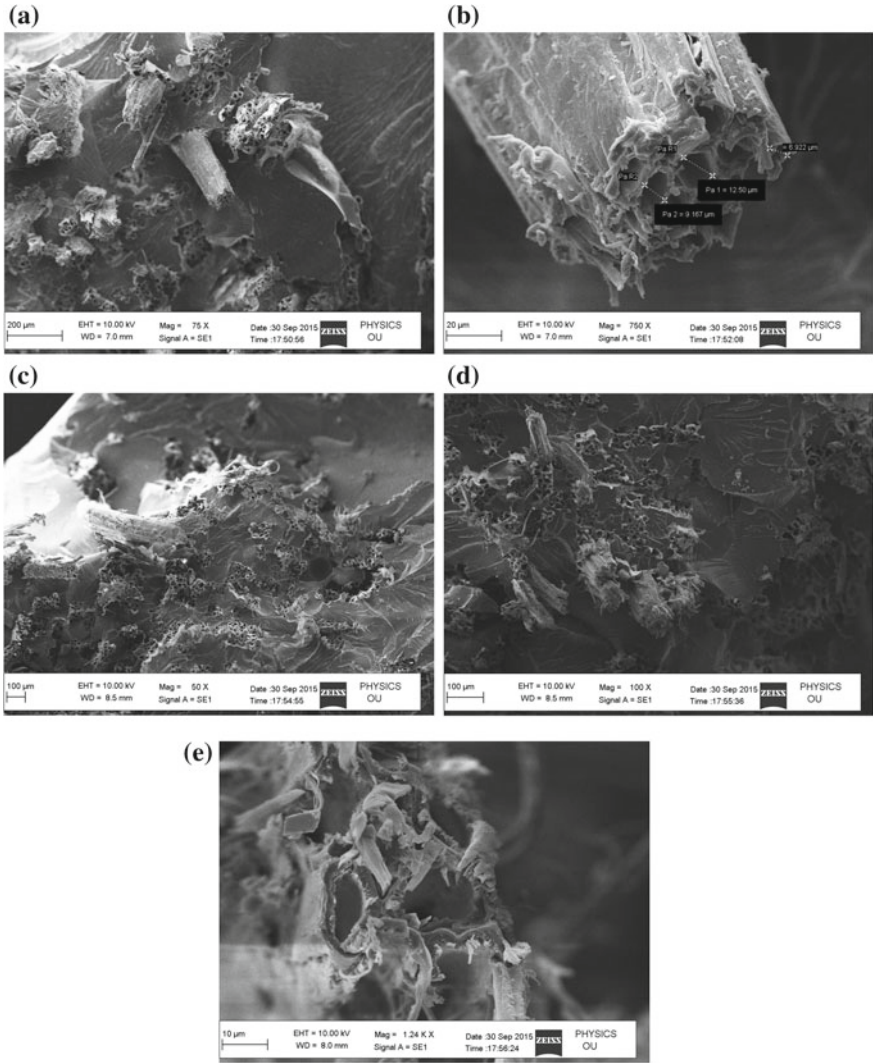 (a)
200 µm EHT = 10.00 kV Mag = 75 X Date :30 Sep 2015 ZEISS PHYSICS
WD = 7.0 mm Signal A = SE1 Time :17:50:56 OU
(b)
Pa R1
= 6.922 µm
Pa R2
Pa 1 = 12.50 µm
Pa 2 = 9.167 µm
20 µm EHT = 10.00 kV Mag = 750 X Date :30 Sep 2015 ZEISS PHYSICS
WD = 7.0 mm Signal A = SE1 Time :17:52:08 OU
(c)
100 µm EHT = 10.00 kV Mag = 50 X Date :30 Sep 2015 ZEISS PHYSICS
WD = 8.5 mm Signal A = SE1 Time :17:54:55 OU
(d)
100 µm EHT = 10.00 kV Mag = 100 X Date :30 Sep 2015 ZEISS PHYSICS
WD = 8.5 mm Signal A = SE1 Time :17:55:36 OU
(e)
10 µm EHT = 10.00 kV Mag = 1.24 K X Date :30 Sep 2015 ZEISS PHYSICS
WD = 8.0 mm Signal A = SE1 Time :17:56:24 OU